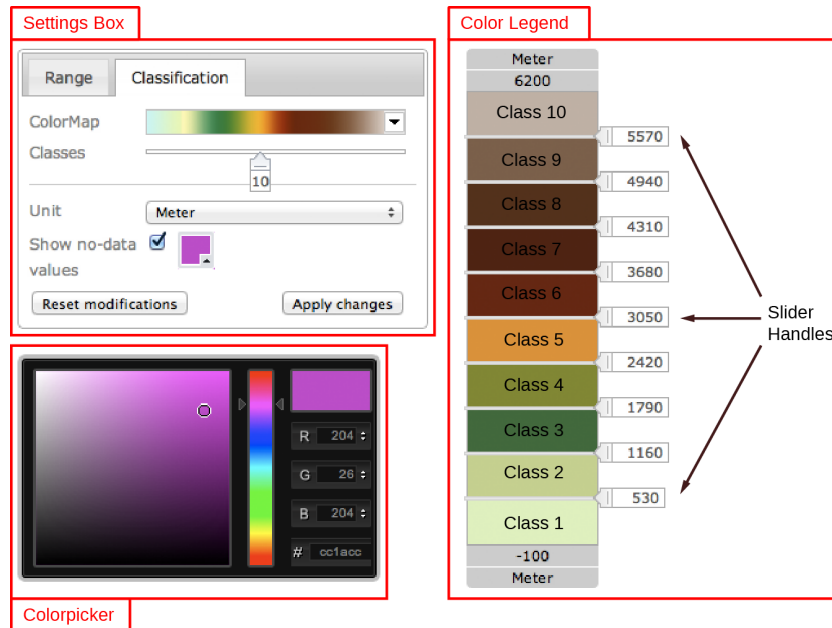 Settings Box
Range
Classification
ColorMap
Classes
10
Unit
Meter
Show no-data
values
Reset modifications
Apply changes
R 204
G 26
B 204
# cc1acc
Colorpicker
Color Legend
Meter
6200
Class 10
5570
Class 9
4940
Class 8
4310
Class 7
3680
Class 6
3050
Class 5
2420
Class 4
1790
Class 3
1160
Class 2
530
Class 1
-100
Meter
Slider
Handles